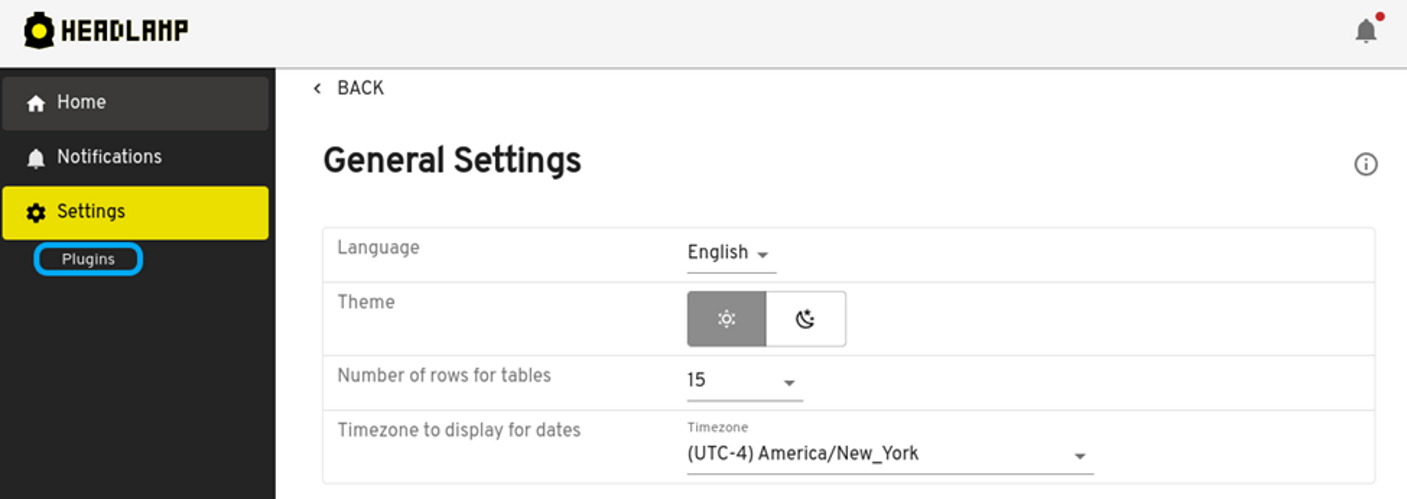 HEADLAMP
Home
Notifications
Settings
Plugins
BACK
General Settings
Language
English
Theme
Number of rows for tables
15
Timezone to display for dates
Timezone
(UTC-4) America/New_York